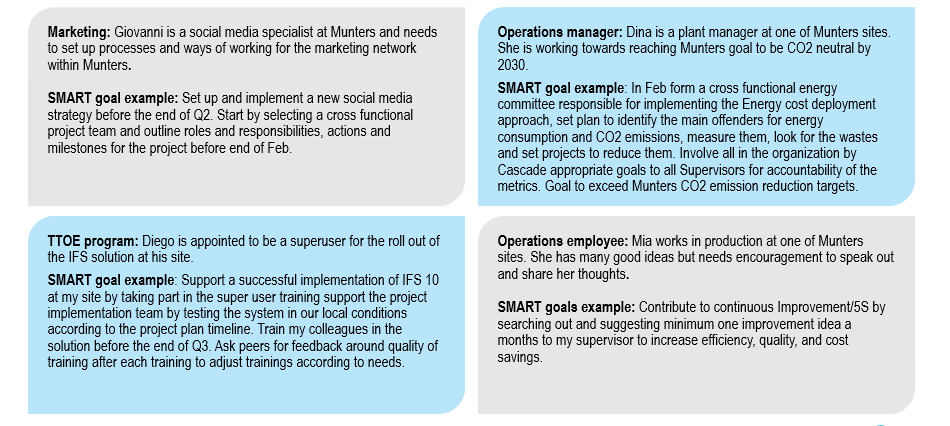 Marketing: Giovanni is a social media specialist at Munters and needs
to set up processes and ways of working for the marketing network
within Munters.
SMART goal example: Set up and implement a new social media
strategy before the end of Q2. Start by selecting a cross functional
project team and outline roles and responsibilities, actions and
milestones for the project before end of Feb.
Operations manager: Dina is a plant manager at one of Munters sites.
She is working towards reaching Munters goal to be CO2 neutral by
2030.
SMART goal example: In Feb form a cross functional energy
committee responsible for implementing the Energy cost deployment
approach, set plan to identify the main offenders for energy
consumption and CO2 emissions, measure them, look for the wastes
and set projects to reduce them. Involve all in the organization by
Cascade appropriate goals to all Supervisors for accountability of the
metrics. Goal to exceed Munters CO2 emission reduction targets.
TTOE program: Diego is appointed to be a superuser for the roll out of
the IFS solution at his site.
SMART goal example: Support a successful implementation of IFS 10
at my site by taking part in the super user training support the project
implementation team by testing the system in our local conditions
according to the project plan timeline. Train my colleagues in the
solution before the end of Q3. Ask peers for feedback around quality of
training after each training to adjust trainings according to needs.
Operations employee: Mia works in production at one of Munters
sites. She has many good ideas but needs encouragement to speak out
and share her thoughts.
SMART goals example: Contribute to continuous Improvement/5S by
searching out and suggesting minimum one improvement idea a
months to my supervisor to increase efficiency, quality, and cost
savings.